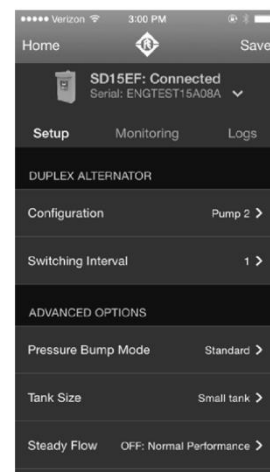 Verizon 3:00 PM
Home Save
SD15EF: Connected
Serial: ENGTEST15A08A
Setup Monitoring Logs
DUPLEX ALTERNATOR
Configuration Pump 2
Switching Interval 1
ADVANCED OPTIONS
Pressure Bump Mode Standard
Tank Size Small tank
Steady Flow OFF: Normal Performance